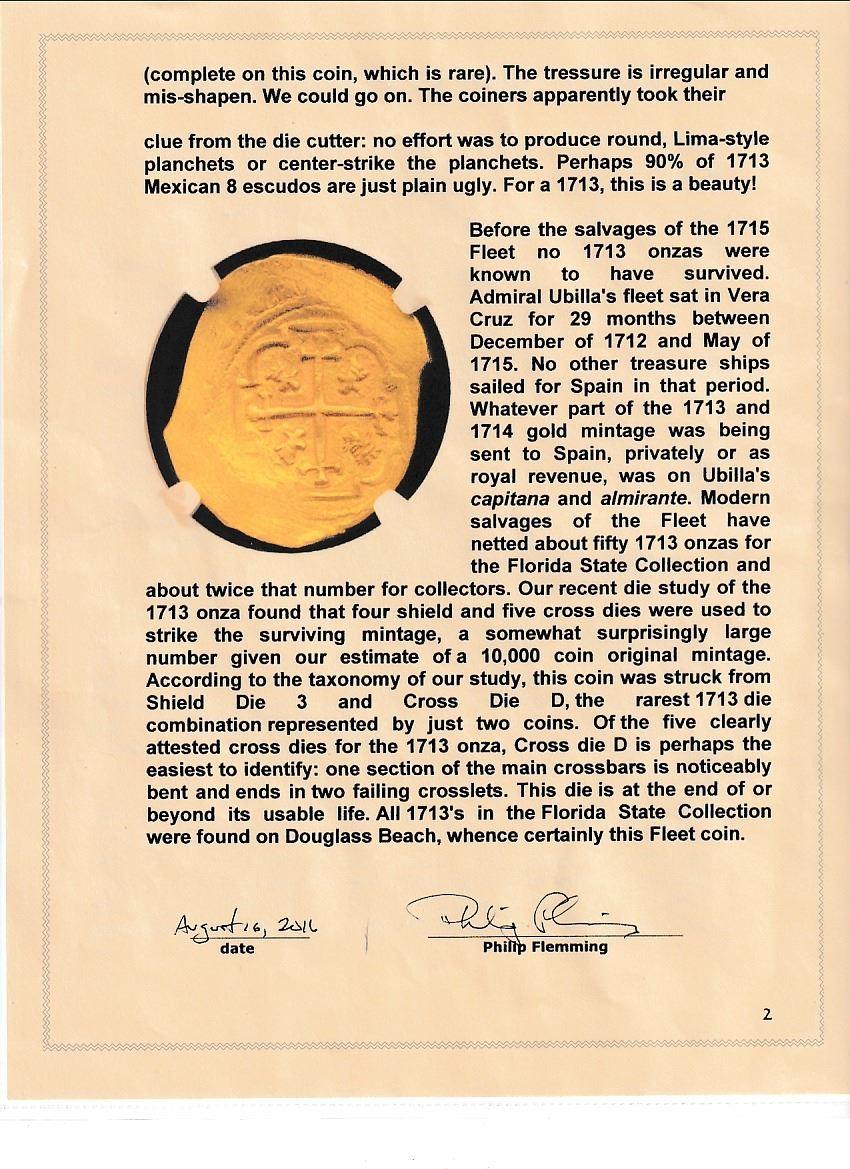 (complete on this coin, which is rare). The tressure is irregular and
mis-shapen. We could go on. The coiners apparently took their
clue from the die cutter: no effort was to produce round, Lima-style
planchets or center-strike the planchets. Perhaps 90% of 1713
Mexican 8 escudos are just plain ugly. For a 1713, this is a beauty!
Before the salvages of the 1715
Fleet no 1713 onzas were
known to have survived.
Admiral Ubilla's fleet sat in Vera
Cruz for 29 months between
December of 1712 and May of
1715. No other treasure ships
sailed for Spain in that period.
Whatever part of the 1713 and
1714 gold mintage was being
sent to Spain, privately or as
royal revenue, was on Ubilla's
capitana and almirante. Modern
salvages of the Fleet have
netted about fifty 1713 onzas for
the Florida State Collection and
about twice that number for collectors. Our recent die study of the
1713 onza found that four shield and five cross dies were used to
strike the surviving mintage, a somewhat surprisingly large
number given our estimate of a 10,000 coin original mintage.
According to the taxonomy of our study, this coin was struck from
Shield Die 3 and Cross Die D, the rarest 1713 die
combination represented by just two coins. Of the five clearly
attested cross dies for the 1713 onza, Cross die D is perhaps the
easiest to identify: one section of the main crossbars is noticeably
bent and ends in two failing crosslets. This die is at the end of or
beyond its usable life. All 1713's in the Florida State Collection
were found on Douglass Beach, whence certainly this Fleet coin.
August 16, 2016
date
Philip Flemming
2